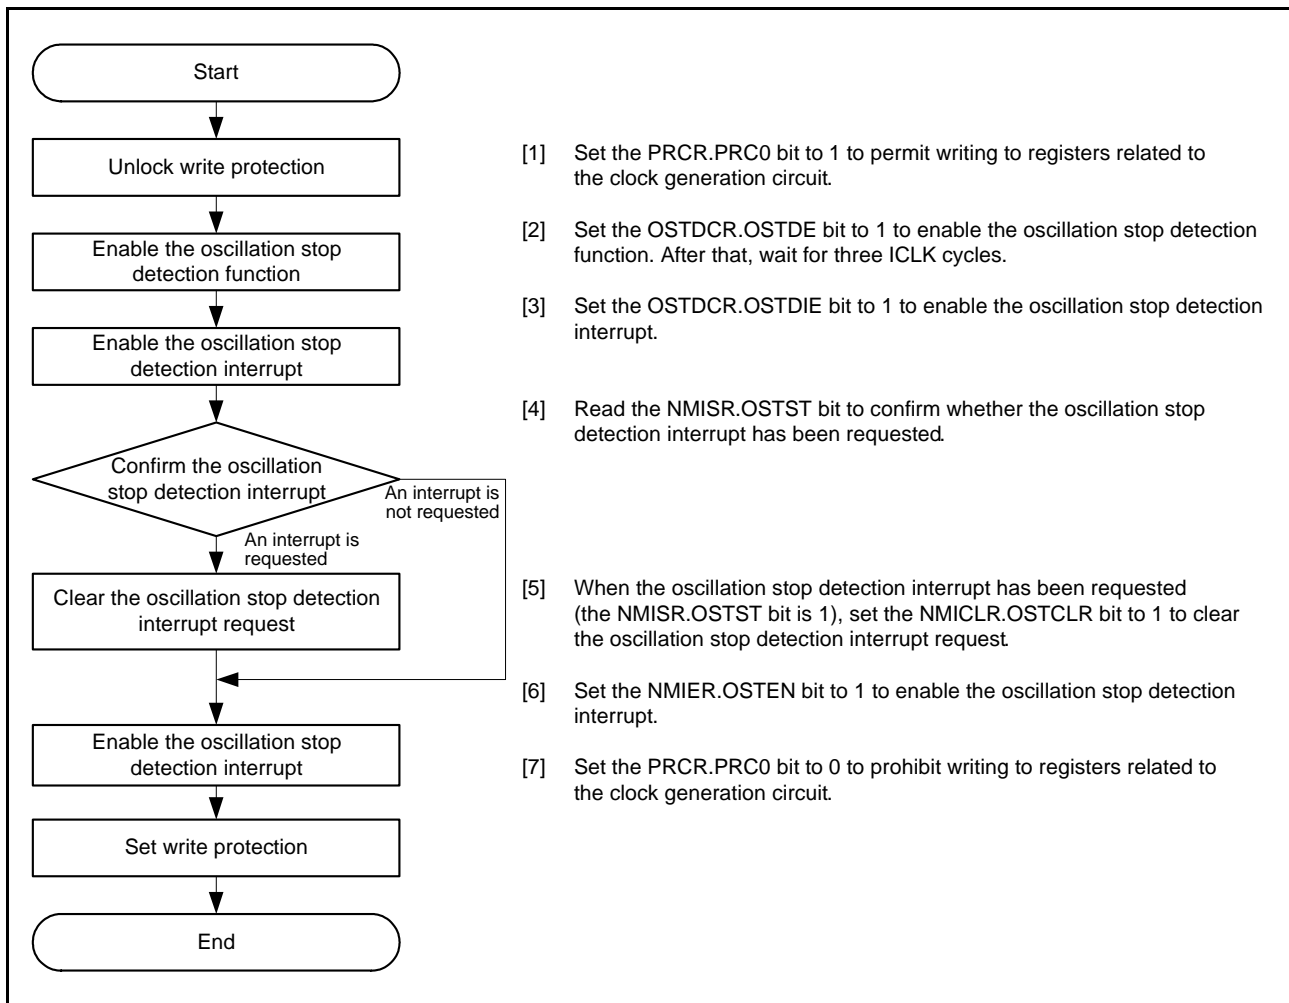 Start
Unlock write protection
Enable the oscillation stop
detection function
Enable the oscillation stop
detection interrupt
Confirm the oscillation
stop detection interrupt
An interrupt is
not requested
An interrupt is
requested
Clear the oscillation stop detection
interrupt request
Enable the oscillation stop
detection interrupt
Set write protection
End
[1] Set the PRCR.PRC0 bit to 1 to permit writing to registers related to
the clock generation circuit.
[2] Set the OSTDCR.OSTDE bit to 1 to enable the oscillation stop detection
function. After that, wait for three ICLK cycles.
[3] Set the OSTDCR.OSTDIE bit to 1 to enable the oscillation stop detection
interrupt.
[4] Read the NMISR.OSTST bit to confirm whether the oscillation stop
detection interrupt has been requested.
[5] When the oscillation stop detection interrupt has been requested
(the NMISR.OSTST bit is 1), set the NMICLR.OSTCLR bit to 1 to clear
the oscillation stop detection interrupt request.
[6] Set the NMIER.OSTEN bit to 1 to enable the oscillation stop detection
interrupt.
[7] Set the PRCR.PRC0 bit to 0 to prohibit writing to registers related to
the clock generation circuit.